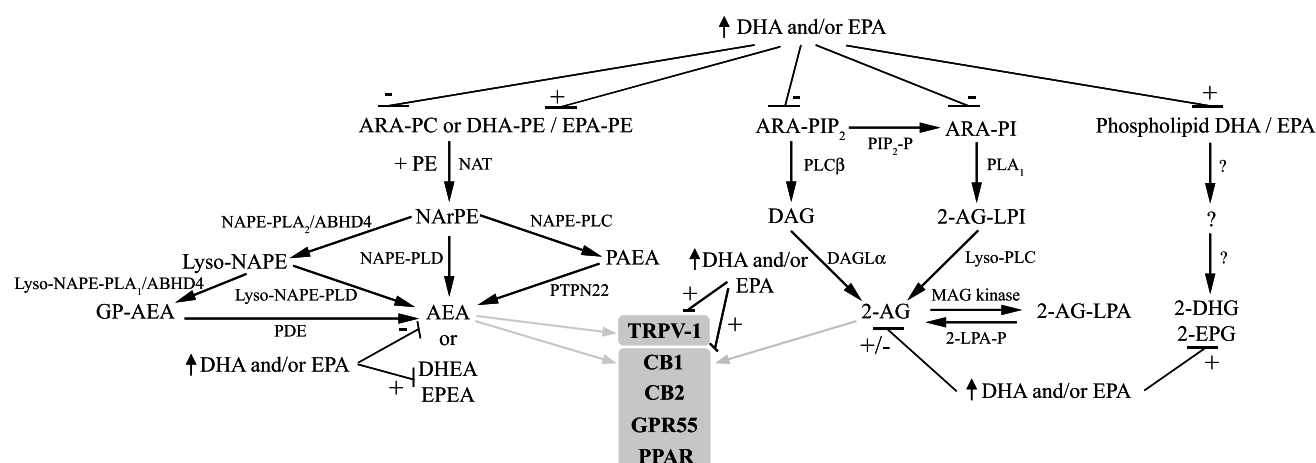 ↑ DHA and/or EPA
- + - - +
ARA-PC or DHA-PE / EPA-PE
ARA-PIP₂
PIP₂-P
ARA-PI
Phospholipid DHA / EPA
+ PE
NAT
PLCβ
PLA₁
?
NArPE
DAG
2-AG-LPI
?
NAPE-PLA₂/ABHD4
NAPE-PLC
NAPE-PLD
Lyso-NAPE
PAEA
↑DHA and/or
EPA
DAGLα
Lyso-PLC
?
Lyso-NAPE-PLA₁/ABHD4
Lyso-NAPE-PLD
PTPN22
GP-AEA
PDE
AEA
or
+
+
TRPV-1
2-AG
MAG kinase
2-LPA-P
2-AG-LPA
2-DHG
2-EPG
-
+/-
+
↑DHA and/or EPA
+
DHEA
EPEA
CB1
CB2
GPR55
PPAR
↑DHA and/or EPA